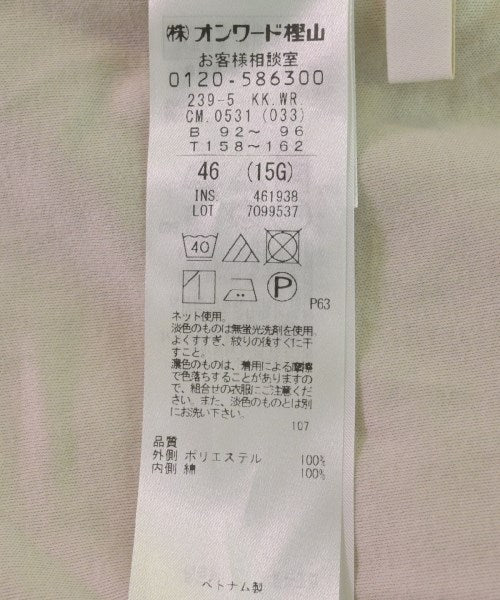 (株)オンワード樫山
お客様相談室
0120-586300
239-5 KK.WR
CM.0531 (033)
B 92～ 96
T 158～162
46 (15G)
INS. 461938
LOT 7099537
40
P
P63
ネット使用。
淡色のものは無蛍光洗剤を使用。
よくすすぎ、絞りの後すぐに干
すこと。
濃色のものは、着用による摩擦
で色落ちすることがありますの
で、組合せの衣服にご注意くだ
さい。また、淡色のものとは別
にお洗い下さい。
107
品質
外側 ポリエステル 100%
内側 綿 100%
ベトナム製